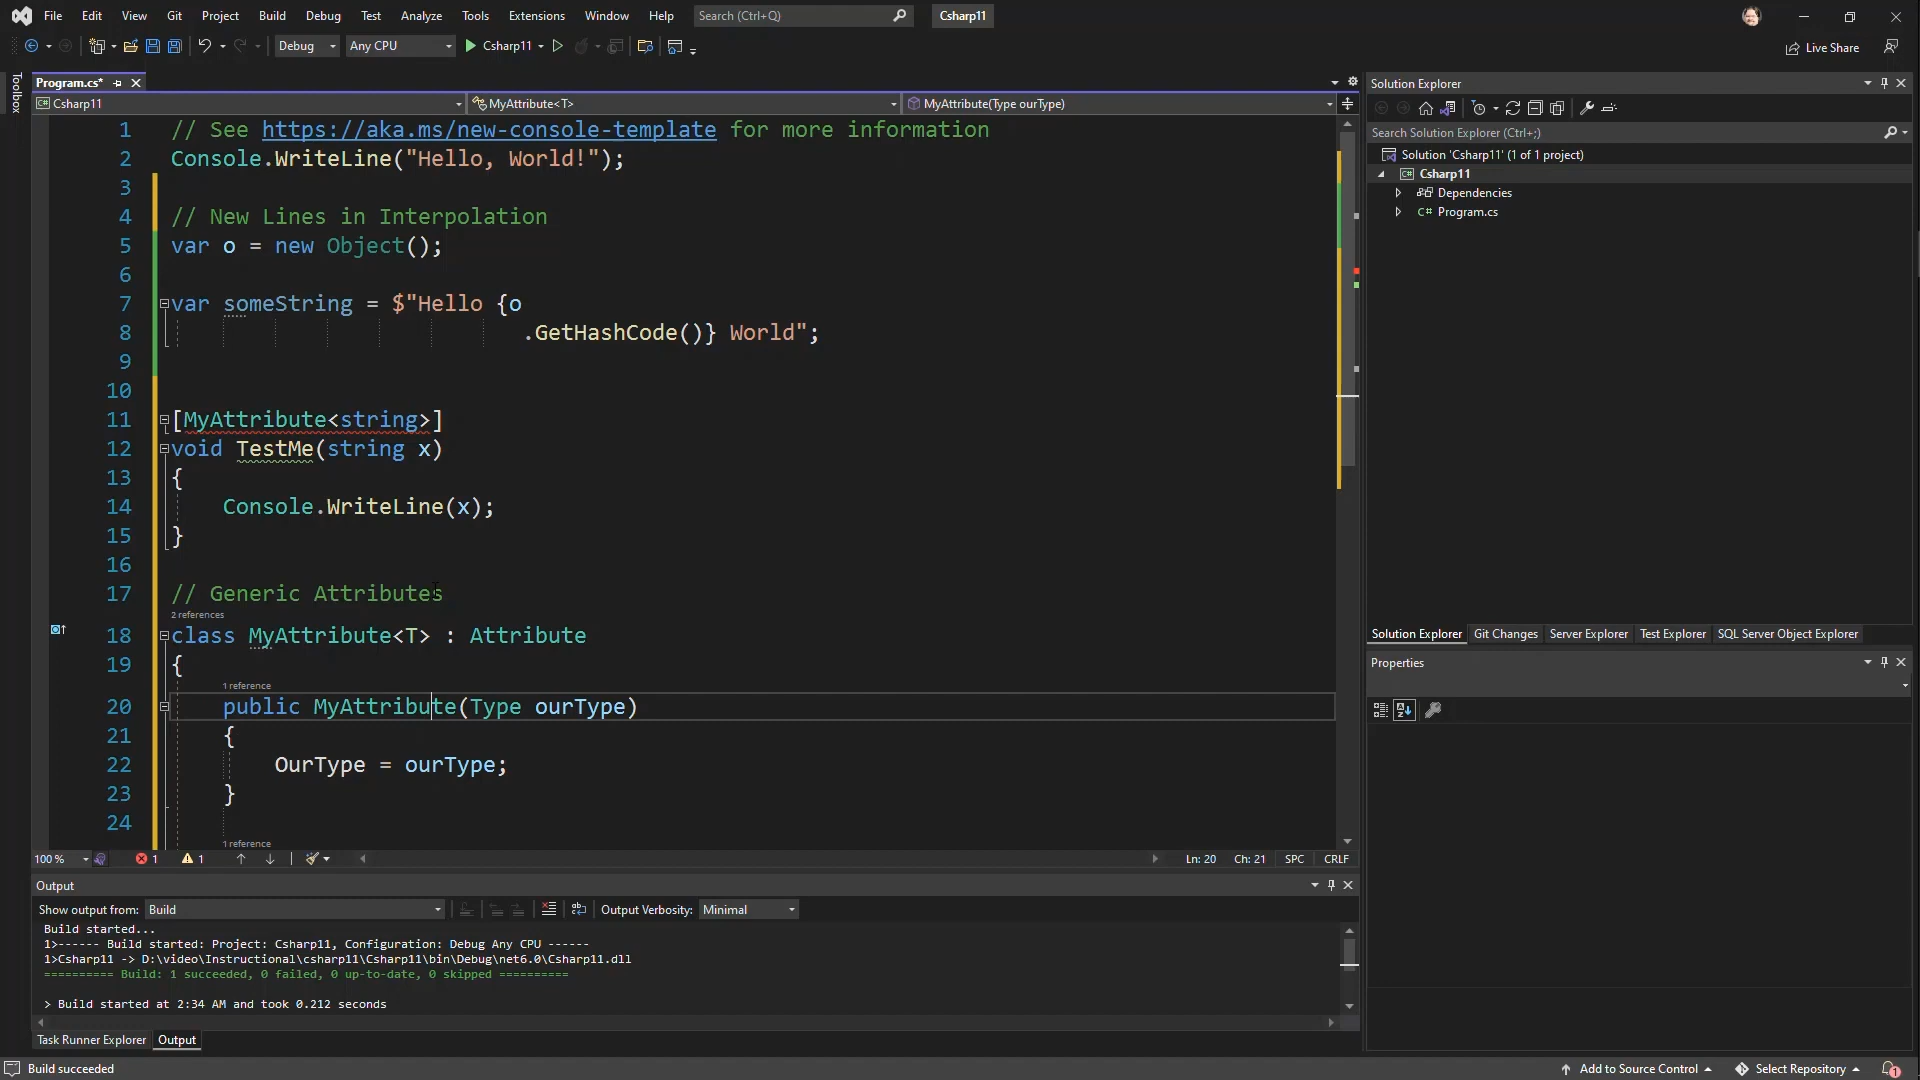 File Edit View Git Project Build Debug Test Analyze Tools Extensions Window Help Search (Ctrl+Q) Csharp11
Debug Any CPU Csharp11 Live Share
Toolbox
Program.cs*
Csharp11 MyAttribute<T> MyAttribute(Type ourType)
1 // See https://aka.ms/new-console-template for more information
2 Console.WriteLine("Hello, World!");
3
4 // New Lines in Interpolation
5 var o = new Object();
6
7 var someString = $"Hello {o
8 .GetHashCode()} World";
9
10
11 [MyAttribute<string>]
12 void TestMe(string x)
13 {
14 Console.WriteLine(x);
15 }
16
17 // Generic Attributes
2 references
18 class MyAttribute<T> : Attribute
19 {
1 reference
20 public MyAttribute(Type ourType)
21 {
22 OurType = ourType;
23 }
24
1 reference
100 % 1 1 Ln: 20 Ch: 21 SPC CRLF
Output
Show output from: Build Output Verbosity: Minimal
Build started...
1>------ Build started: Project: Csharp11, Configuration: Debug Any CPU ------
1>Csharp11 -> D:\video\Instructional\csharp11\Csharp11\bin\Debug\net6.0\Csharp11.dll
========== Build: 1 succeeded, 0 failed, 0 up-to-date, 0 skipped ==========
> Build started at 2:34 AM and took 0.212 seconds
Task Runner Explorer Output
Solution Explorer
Search Solution Explorer (Ctrl+;)
Solution 'Csharp11' (1 of 1 project)
C# Csharp11
Dependencies
C# Program.cs
Solution Explorer Git Changes Server Explorer Test Explorer SQL Server Object Explorer
Properties
Build succeeded Add to Source Control Select Repository 1